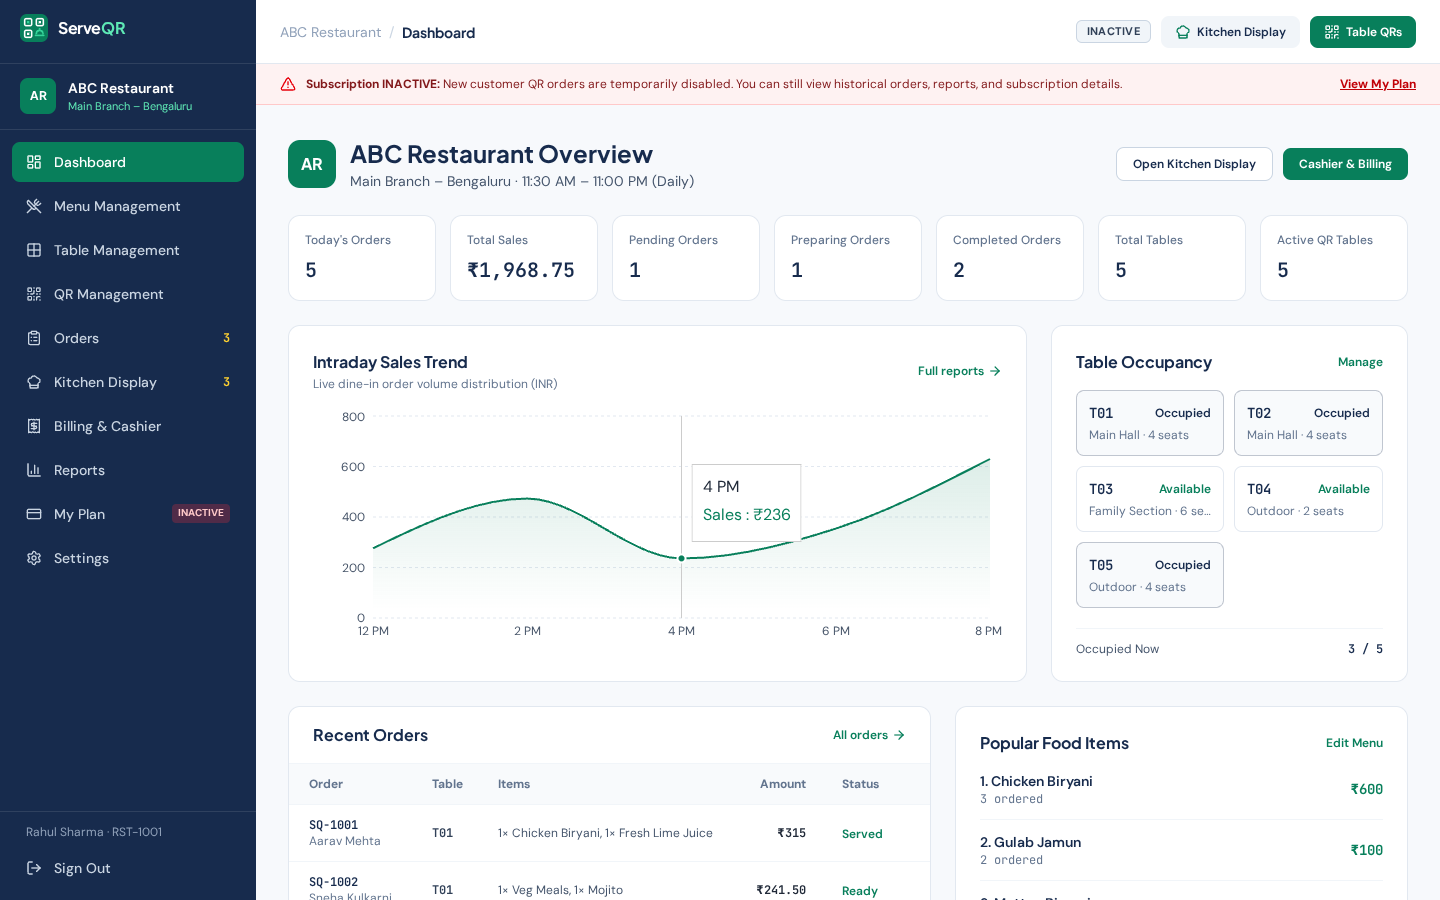 ServeQR
ABC Restaurant / Dashboard
INACTIVE
Kitchen Display
Table QRs
AR
ABC Restaurant
Main Branch – Bengaluru
Subscription INACTIVE: New customer QR orders are temporarily disabled. You can still view historical orders, reports, and subscription details.
View My Plan
Dashboard
Menu Management
Table Management
QR Management
Orders 3
Kitchen Display 3
Billing & Cashier
Reports
My Plan INACTIVE
Settings
Rahul Sharma · RST-1001
Sign Out
AR
ABC Restaurant Overview
Main Branch – Bengaluru · 11:30 AM – 11:00 PM (Daily)
Open Kitchen Display
Cashier & Billing
Today's Orders
5
Total Sales
₹1,968.75
Pending Orders
1
Preparing Orders
1
Completed Orders
2
Total Tables
5
Active QR Tables
5
Intraday Sales Trend
Live dine-in order volume distribution (INR)
Full reports →
800
600
400
200
0
12 PM 2 PM 4 PM 6 PM 8 PM
4 PM
Sales : ₹236
Table Occupancy
Manage
T01 Occupied
Main Hall · 4 seats
T02 Occupied
Main Hall · 4 seats
T03 Available
Family Section · 6 se...
T04 Available
Outdoor · 2 seats
T05 Occupied
Outdoor · 4 seats
Occupied Now 3 / 5
Recent Orders
All orders →
Order Table Items Amount Status
SQ-1001 T01 1× Chicken Biryani, 1× Fresh Lime Juice ₹315 Served
Aarav Mehta
SQ-1002 T01 1× Veg Meals, 1× Mojito ₹241.50 Ready
Sneha Kulkarni
Popular Food Items
Edit Menu
1. Chicken Biryani ₹600
3 ordered
2. Gulab Jamun ₹100
2 ordered